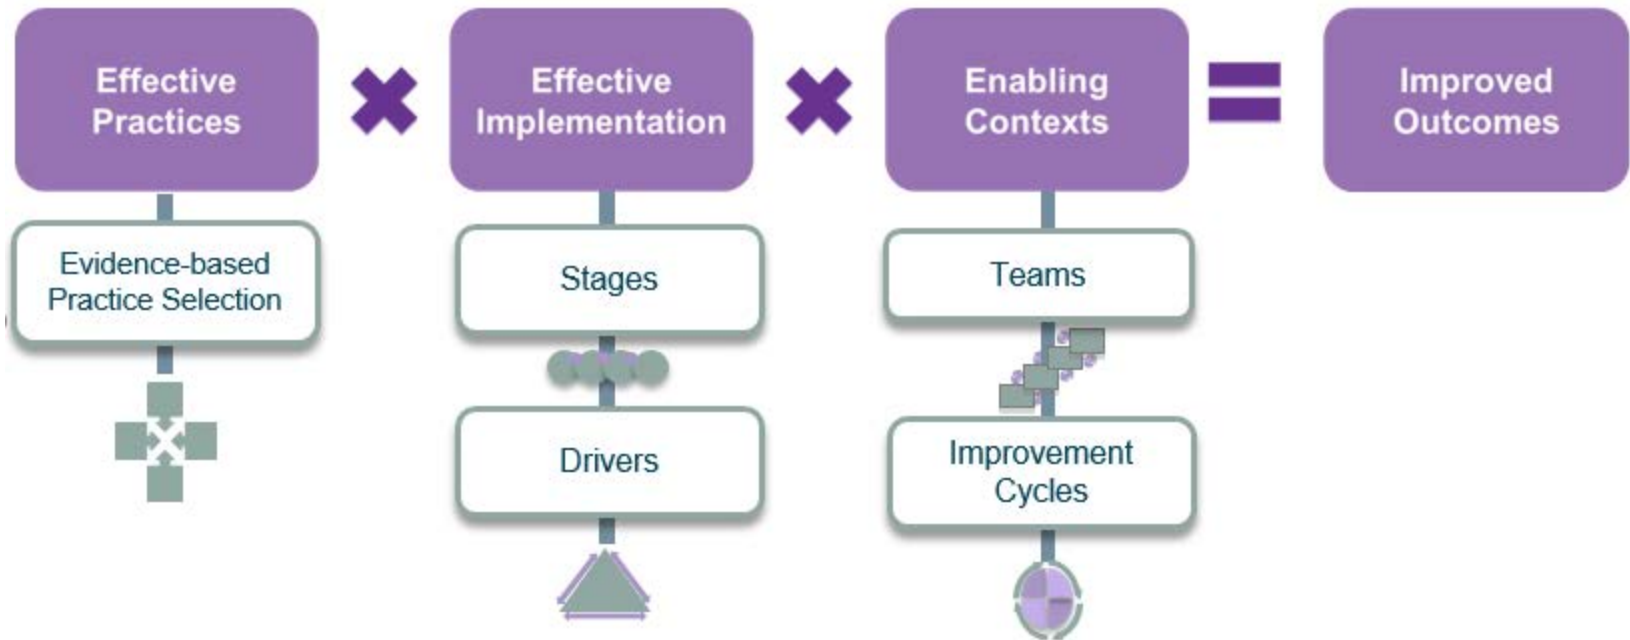 Effective
Practices
Effective
Implementation
Enabling
Contexts
Improved
Outcomes
Evidence-based
Practice Selection
Stages
Drivers
Teams
Improvement
Cycles